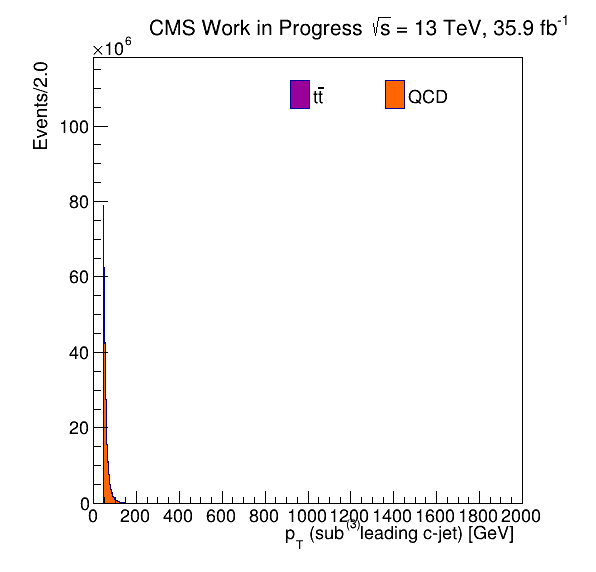 CMS Work in Progress √s = 13 TeV, 35.9 fb⁻¹
×10⁶
Events/2.0
tt̄
QCD
100
80
60
40
20
0
0 200 400 600 800 1000 1200 1400 1600 1800 2000
p_T (sub⁽³⁾leading c-jet) [GeV]